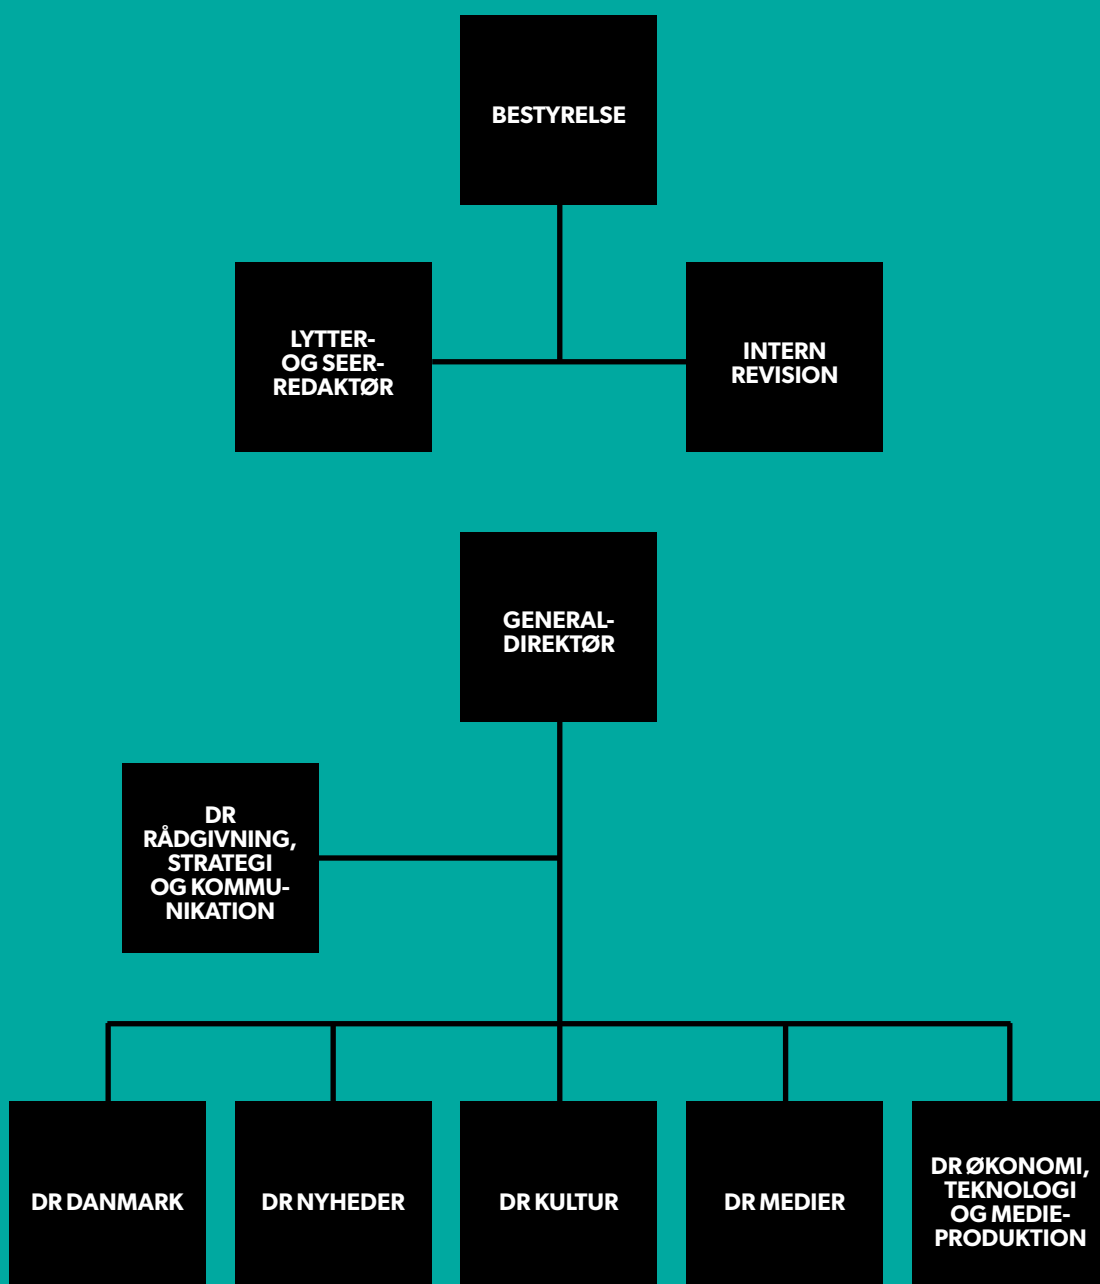 BESTYRELSE
LYTTER-
OG SEER-
REDAKTØR
INTERN
REVISION
GENERAL-
DIREKTØR
DR
RÅDGIVNING,
STRATEGI
OG KOMMU-
NIKATION
DR DANMARK
DR NYHEDER
DR KULTUR
DR MEDIER
DR ØKONOMI,
TEKNOLOGI
OG MEDIE-
PRODUKTION